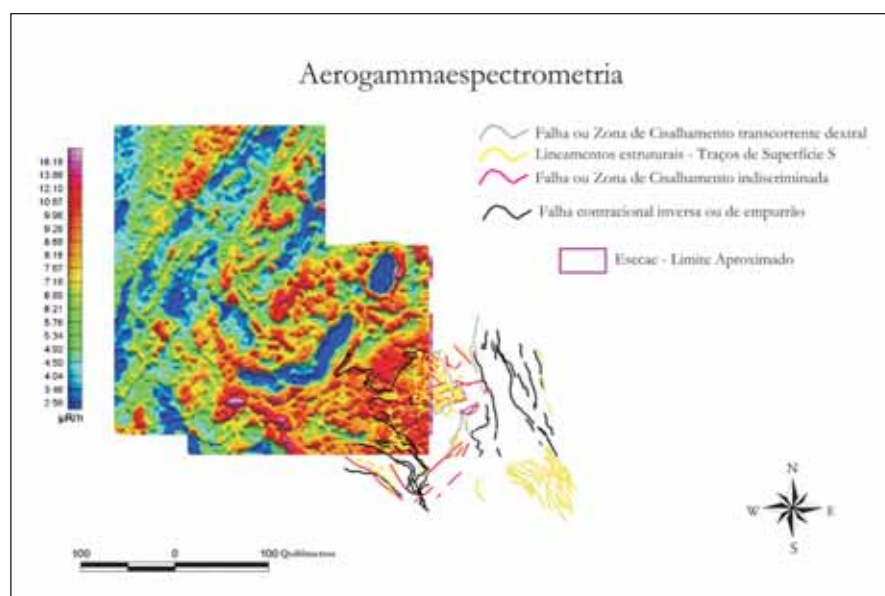 Aerogammaespectrometria
Falha ou Zona de Cisalhamento transcorrente dextral
Lineamentos estruturais - Traços de Superfície S
Falha ou Zona de Cisalhamento indiscriminada
Falha contracional inversa ou de empurrão
Esecae - Limite Aproximado
16.18
13.86
12.10
10.87
9.96
9.26
8.68
8.18
7.67
7.18
6.69
6.21
5.76
5.34
4.92
4.50
4.04
3.46
2.56
µR/h
N
W E
S
100 0 100 Quilômetros